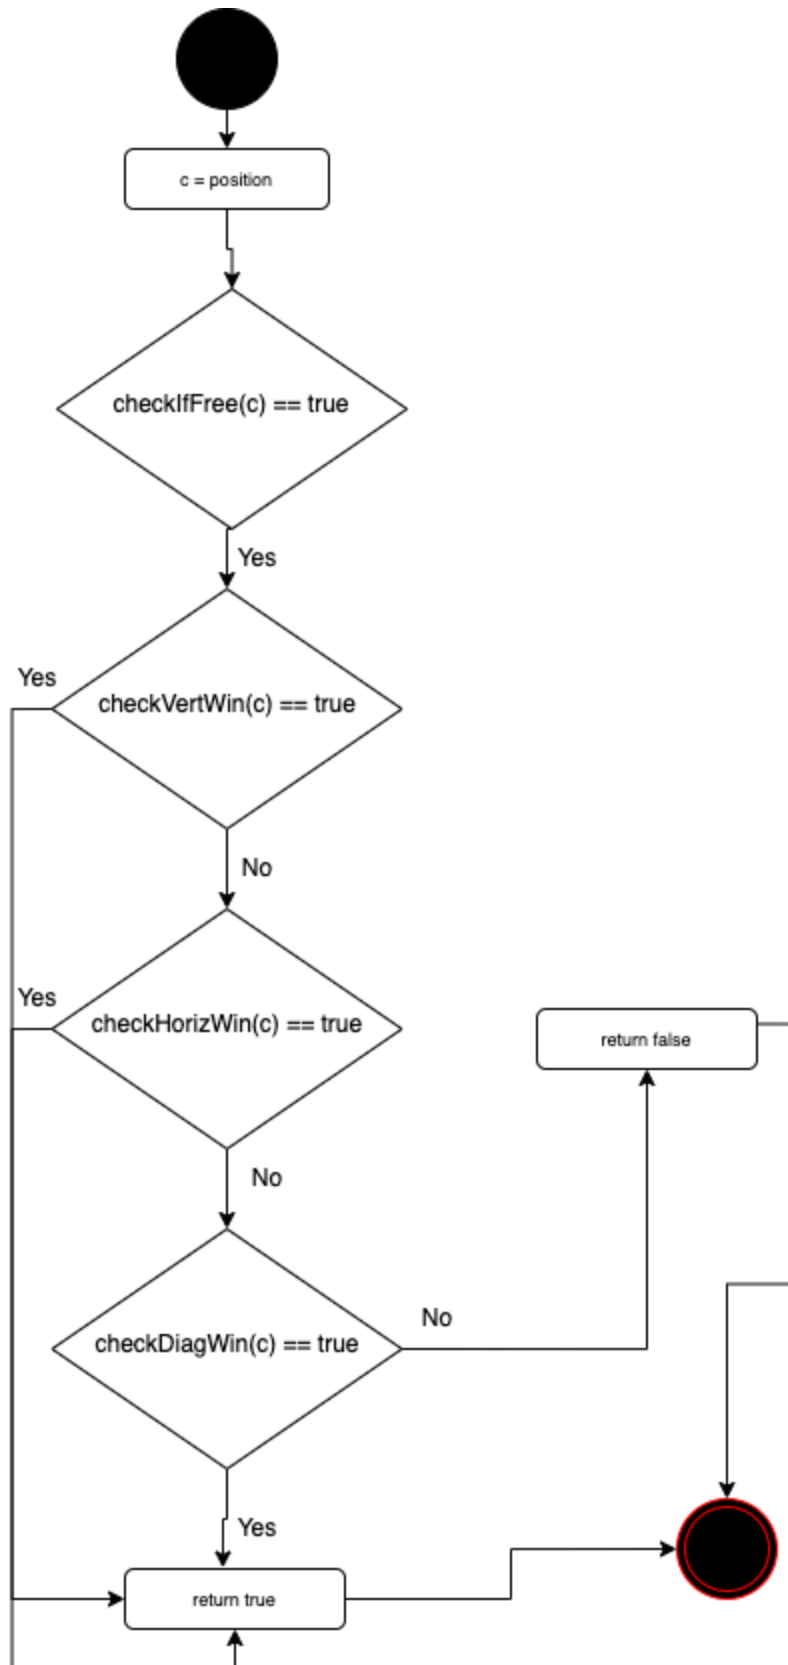 c = position
checkIfFree(c) == true
Yes
Yes
checkVertWin(c) == true
No
Yes
checkHorizWin(c) == true
return false
No
No
checkDiagWin(c) == true
Yes
return true